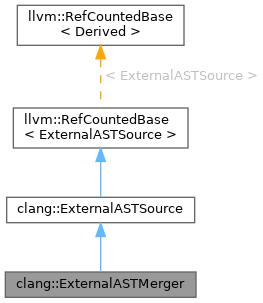 llvm::RefCountedBase
< Derived >
< ExternalASTSource >
llvm::RefCountedBase
< ExternalASTSource >
clang::ExternalASTSource
clang::ExternalASTMerger